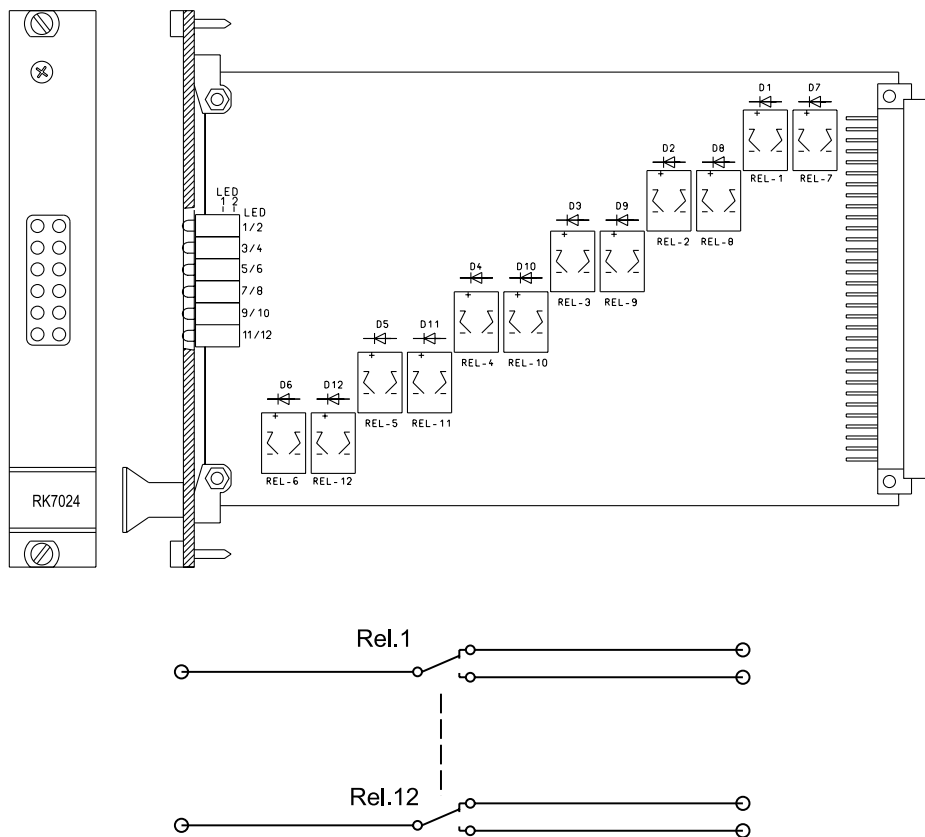 D1 D7
REL-1 REL-7
D2 D8
REL-2 REL-8
LED
1 2
LED
1/2
3/4
5/6
7/8
9/10
11/12
D3 D9
REL-3 REL-9
D4 D10
REL-4 REL-10
D5 D11
REL-5 REL-11
D6 D12
REL-6 REL-12
RK7024
Rel.1
Rel.12